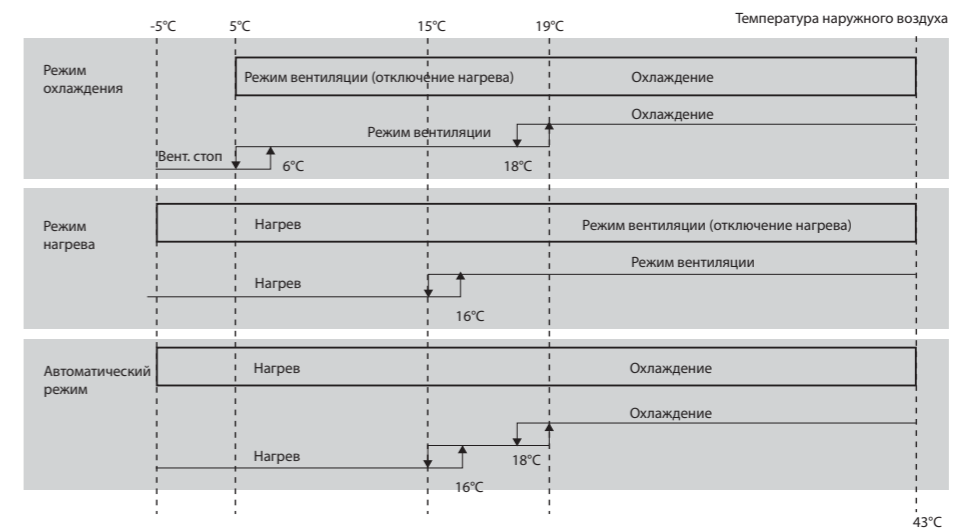 Температура наружного воздуха
-5°C 5°C 15°C 19°C
Режим
охлаждения
Режим вентиляции (отключение нагрева) Охлаждение
Охлаждение
Режим вентиляции
Вент. стоп
6°C 18°C
Режим
нагрева
Нагрев Режим вентиляции (отключение нагрева)
Режим вентиляции
Нагрев
16°C
Автоматический
режим
Нагрев Охлаждение
Охлаждение
Нагрев
18°C
16°C
43°C